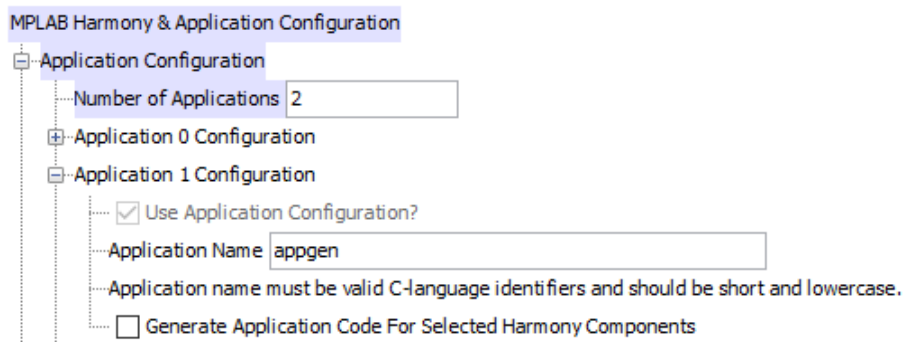 MPLAB Harmony & Application Configuration
Application Configuration
Number of Applications 2
Application 0 Configuration
Application 1 Configuration
Use Application Configuration?
Application Name appgen
Application name must be valid C-language identifiers and should be short and lowercase.
Generate Application Code For Selected Harmony Components